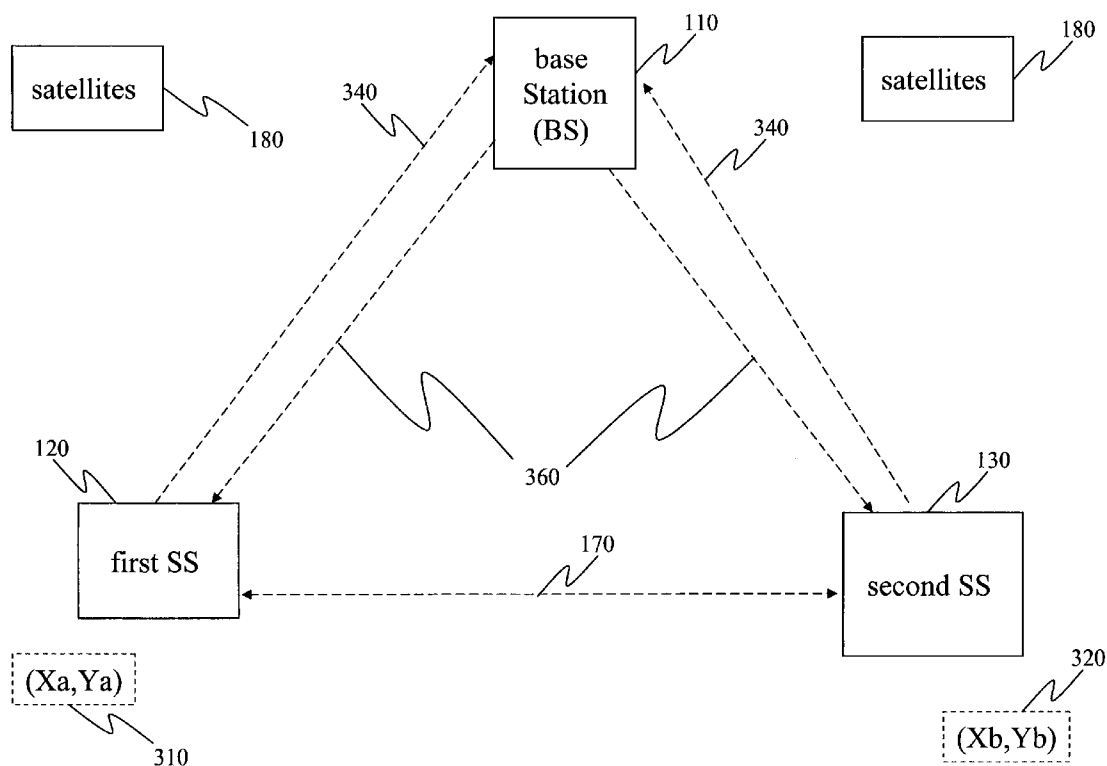 110
180
satellites
base
Station
(BS)
satellites
340
180
340
360
120
130
first SS
170
second SS
(Xa,Ya)
320
310
(Xb,Yb)